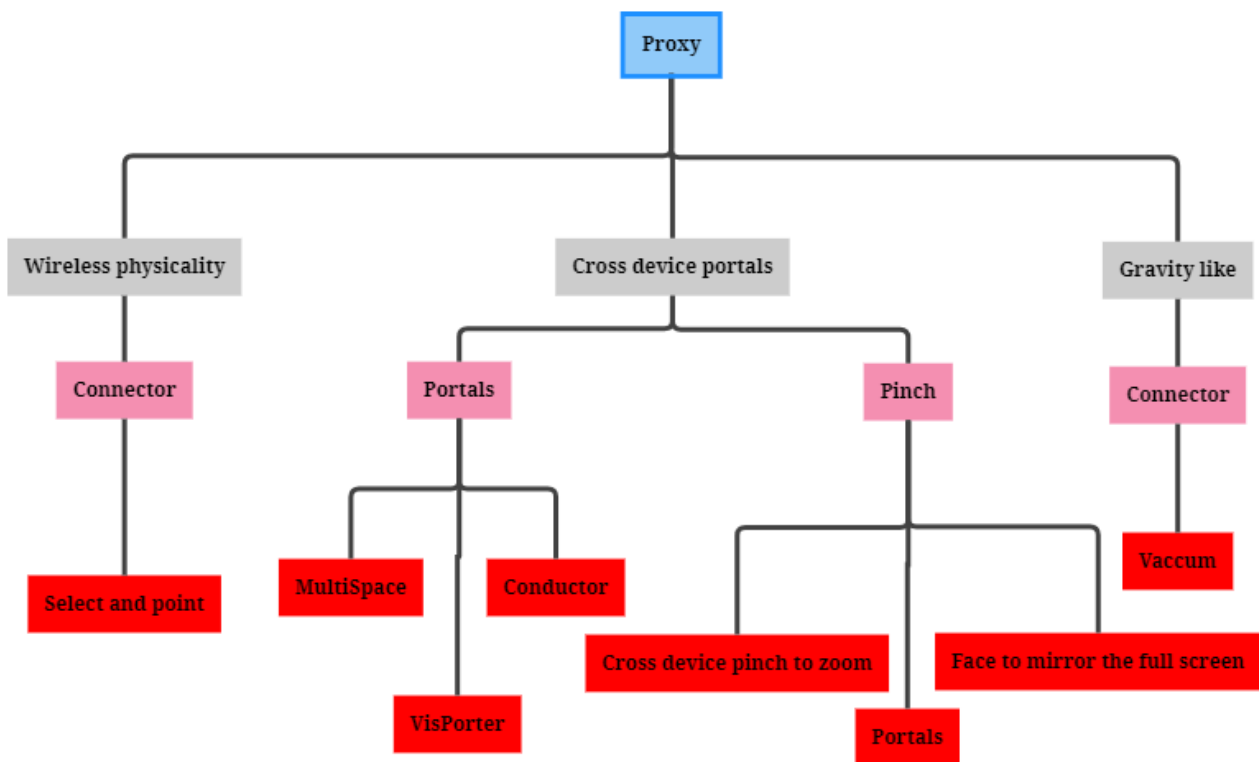 Proxy
Wireless physicality
Cross device portals
Gravity like
Connector
Portals
Pinch
Connector
MultiSpace
Conductor
Vaccum
Select and point
Cross device pinch to zoom
Face to mirror the full screen
VisPorter
Portals